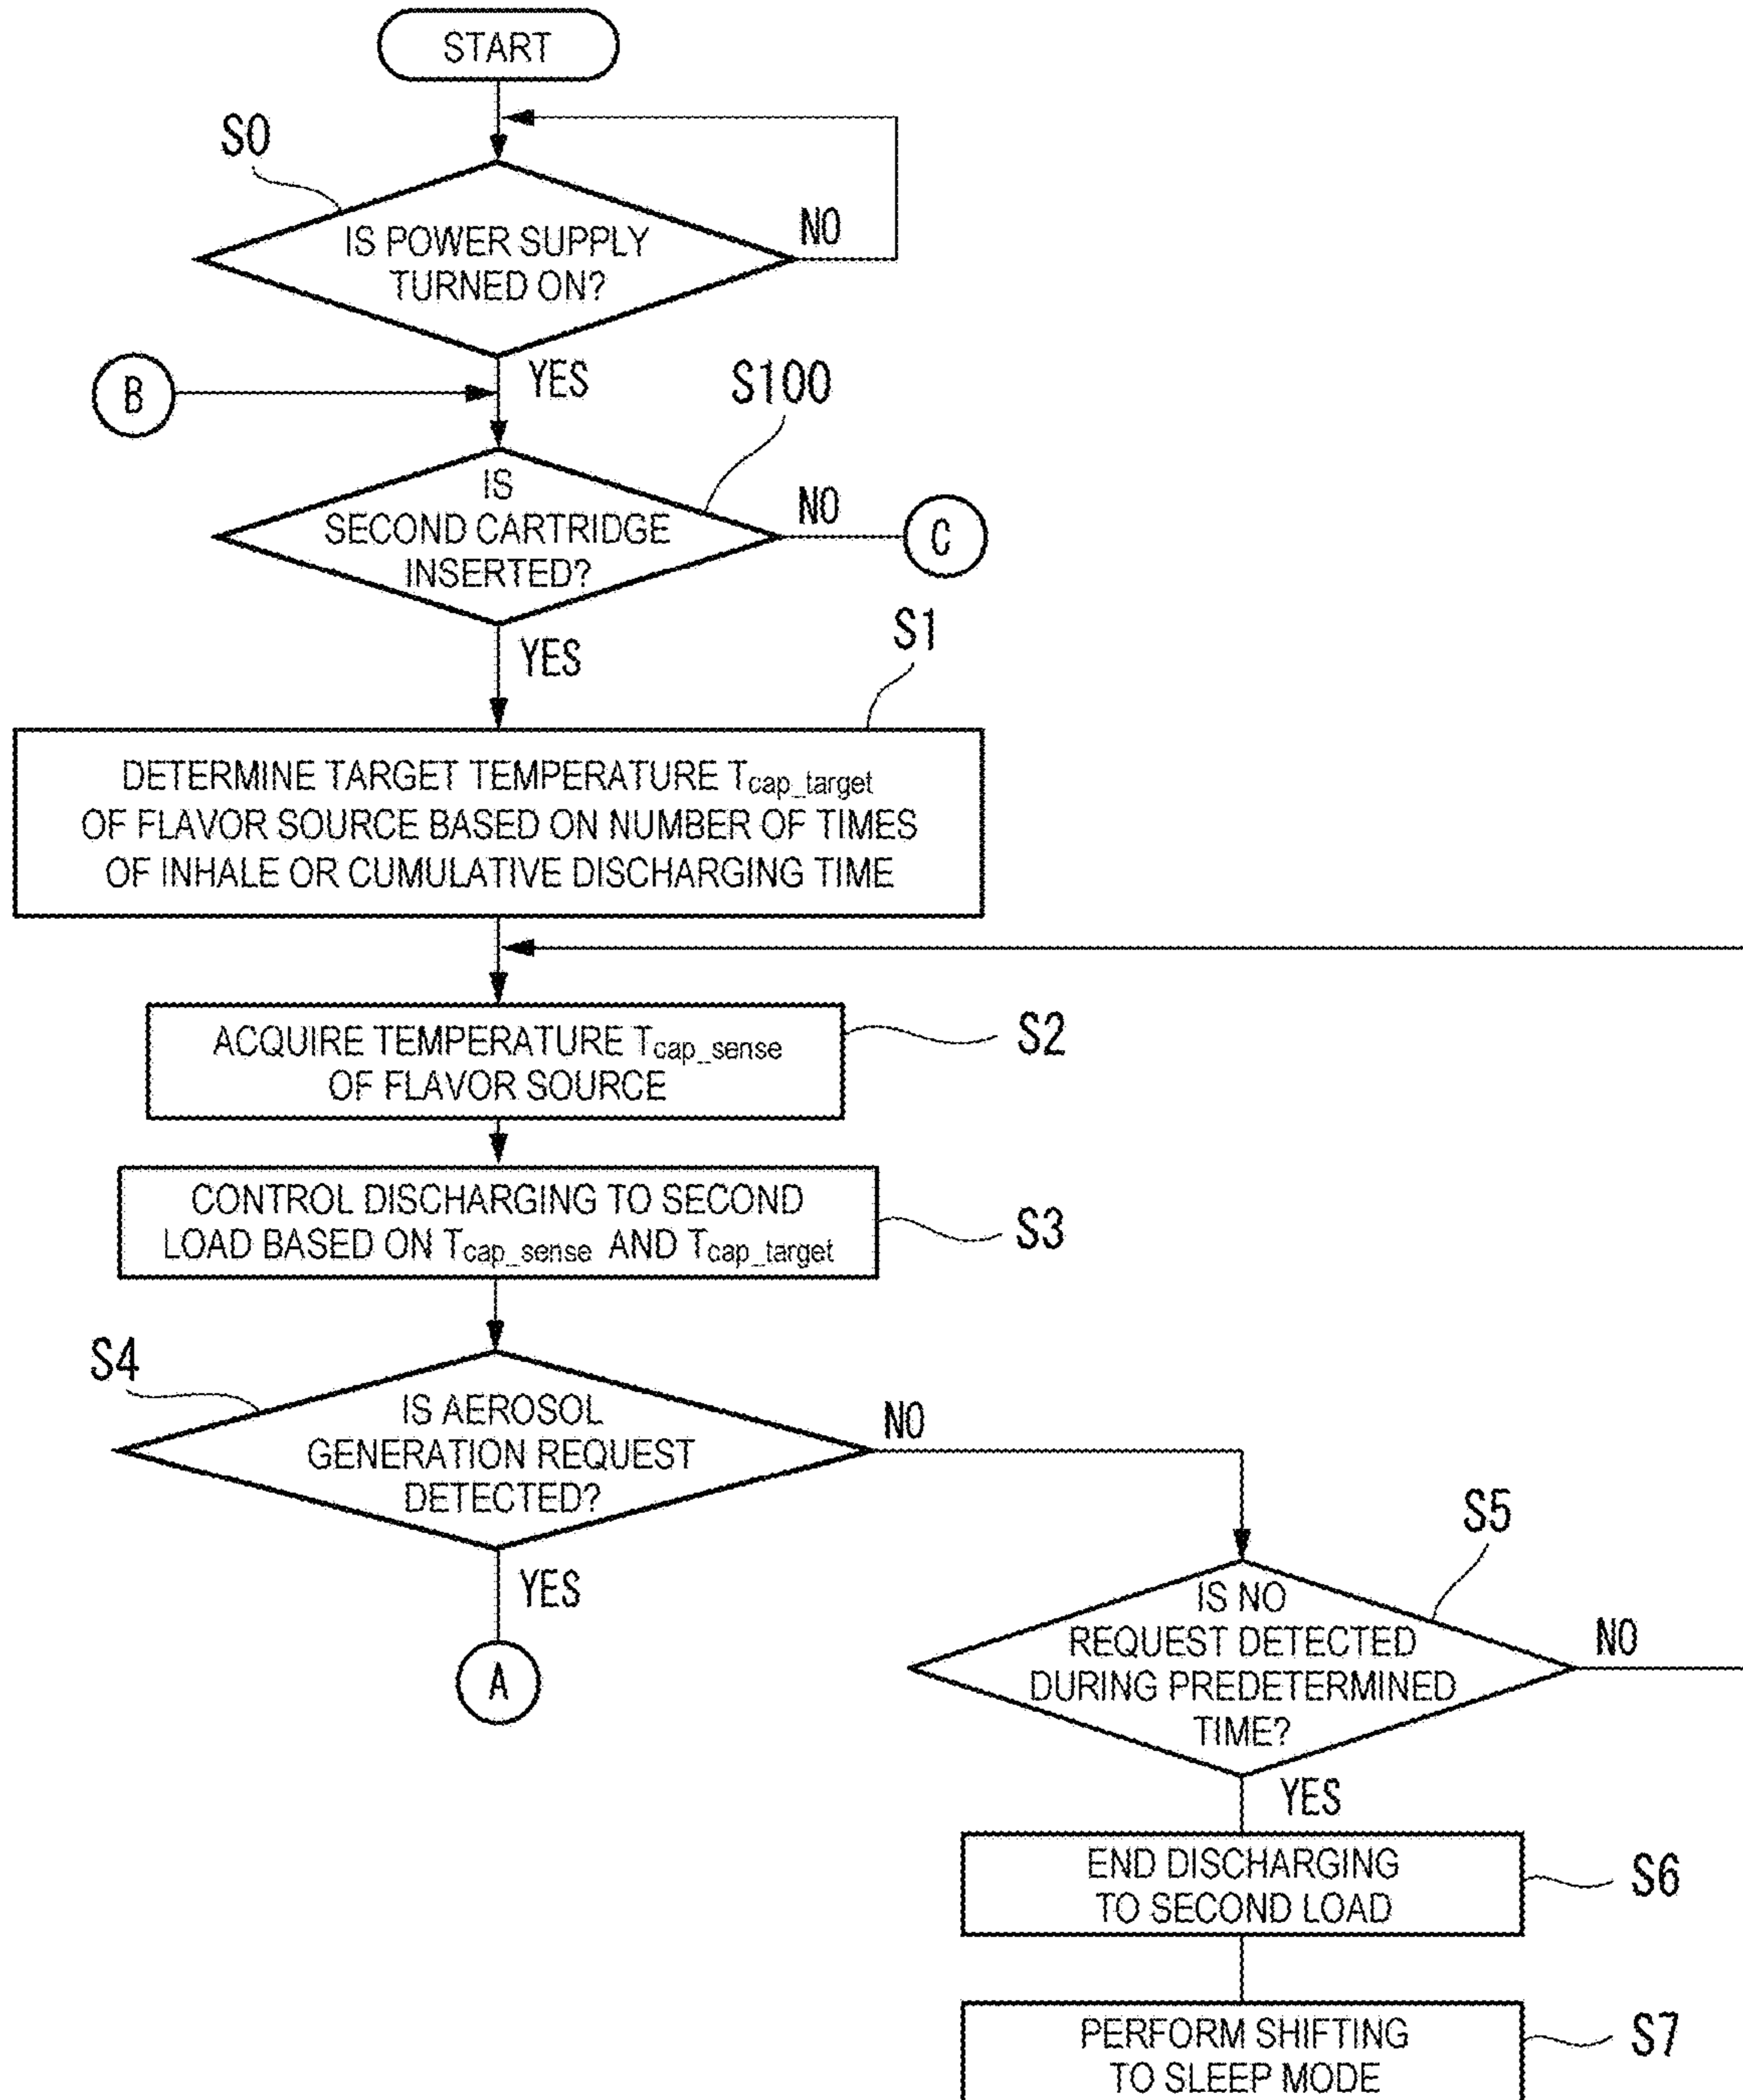 START
S0
IS POWER SUPPLY
TURNED ON?
NO
YES
B
S100
IS
SECOND CARTRIDGE
INSERTED?
NO
C
YES
S1
DETERMINE TARGET TEMPERATURE Tcap_target
OF FLAVOR SOURCE BASED ON NUMBER OF TIMES
OF INHALE OR CUMULATIVE DISCHARGING TIME
ACQUIRE TEMPERATURE Tcap_sense
OF FLAVOR SOURCE
S2
CONTROL DISCHARGING TO SECOND
LOAD BASED ON Tcap_sense AND Tcap_target
S3
S4
IS AEROSOL
GENERATION REQUEST
DETECTED?
NO
YES
A
S5
IS NO
REQUEST DETECTED
DURING PREDETERMINED
TIME?
NO
YES
END DISCHARGING
TO SECOND LOAD
S6
PERFORM SHIFTING
TO SLEEP MODE
S7